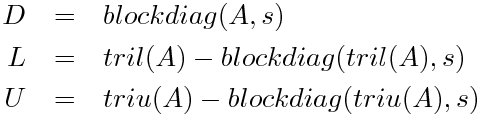 D = blockdiag(A, s)
L = tril(A) − blockdiag(tril(A), s)
U = triu(A) − blockdiag(triu(A), s)